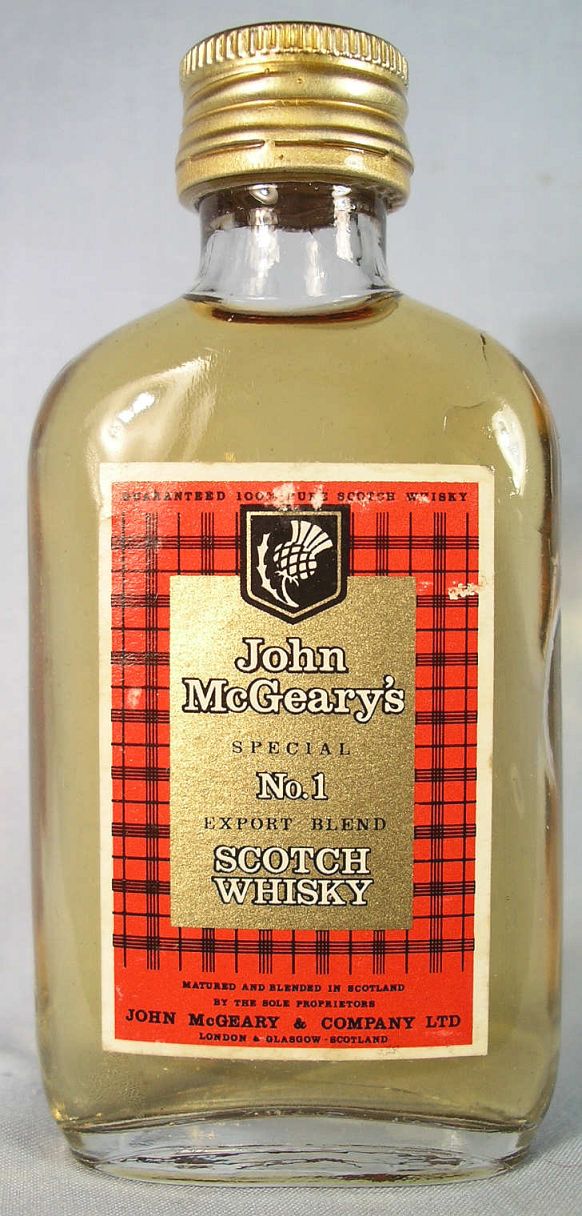 GUARANTEED 100% PURE SCOTCH WHISKY
John
McGeary's
SPECIAL
No.1
EXPORT BLEND
SCOTCH
WHISKY
MATURED AND BLENDED IN SCOTLAND
BY THE SOLE PROPRIETORS
JOHN McGEARY & COMPANY LTD
LONDON & GLASGOW - SCOTLAND